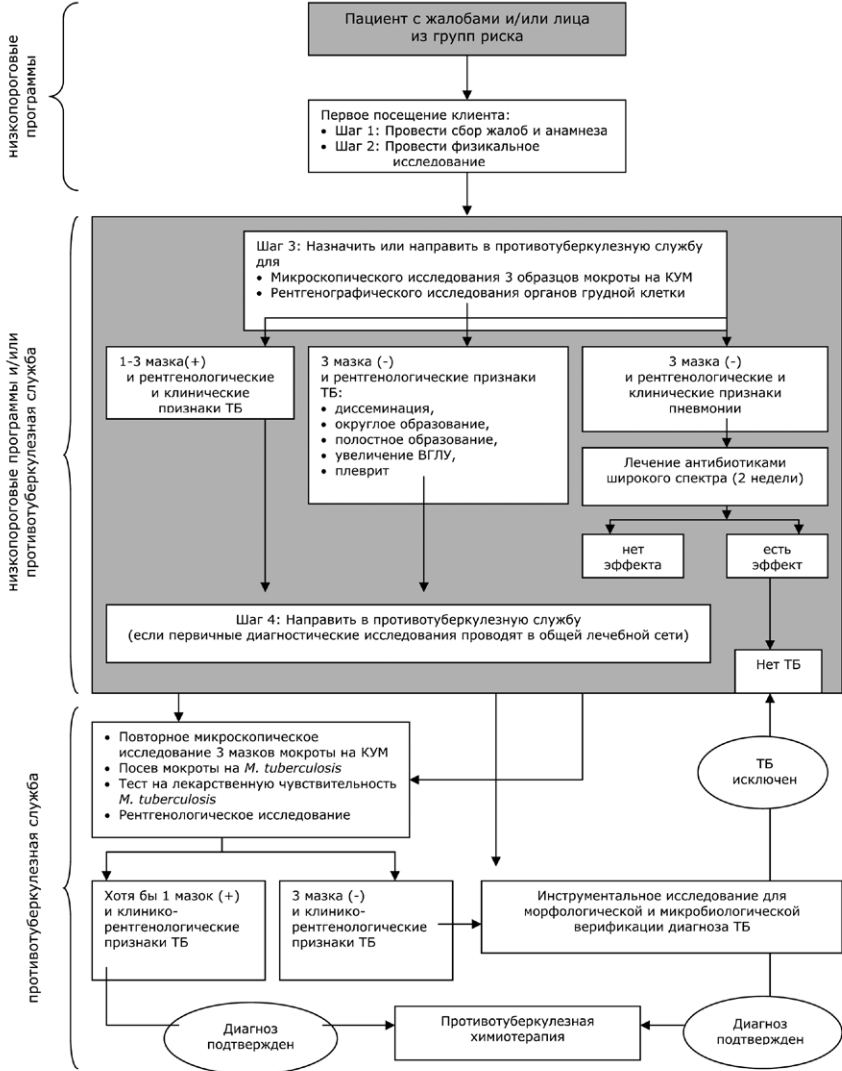 низкопороговые
программы
Пациент с жалобами и/или лица
из групп риска
Первое посещение клиента:
• Шаг 1: Провести сбор жалоб и анамнеза
• Шаг 2: Провести физикальное
исследование
низкопороговые программы и/или
противотуберкулезная служба
Шаг 3: Назначить или направить в противотуберкулезную службу
для
• Микроскопического исследования 3 образцов мокроты на КУМ
• Рентгенографического исследования органов грудной клетки
1-3 мазка(+)
и рентгенологические
и клинические
признаки ТБ
3 мазка (-)
и рентгенологические признаки
ТБ:
• диссеминация,
• округлое образование,
• полостное образование,
• увеличение ВГЛУ,
• плеврит
3 мазка (-)
и рентгенологические и
клинические признаки
пневмонии
Лечение антибиотиками
широкого спектра (2 недели)
нет
эффекта
есть
эффект
Шаг 4: Направить в противотуберкулезную службу
(если первичные диагностические исследования проводят в общей лечебной сети)
Нет ТБ
противотуберкулезная служба
• Повторное микроскопическое
исследование 3 мазков мокроты на КУМ
• Посев мокроты на M. tuberculosis
• Тест на лекарственную чувствительность
M. tuberculosis
• Рентгенологическое исследование
ТБ
исключен
Хотя бы 1 мазок (+)
и клинико-
рентгенологические
признаки ТБ
3 мазка (-)
и клинико-
рентгенологические
признаки ТБ
Инструментальное исследование для
морфологической и микробиологической
верификации диагноза ТБ
Диагноз
подтвержден
Противотуберкулезная
химиотерапия
Диагноз
подтвержден